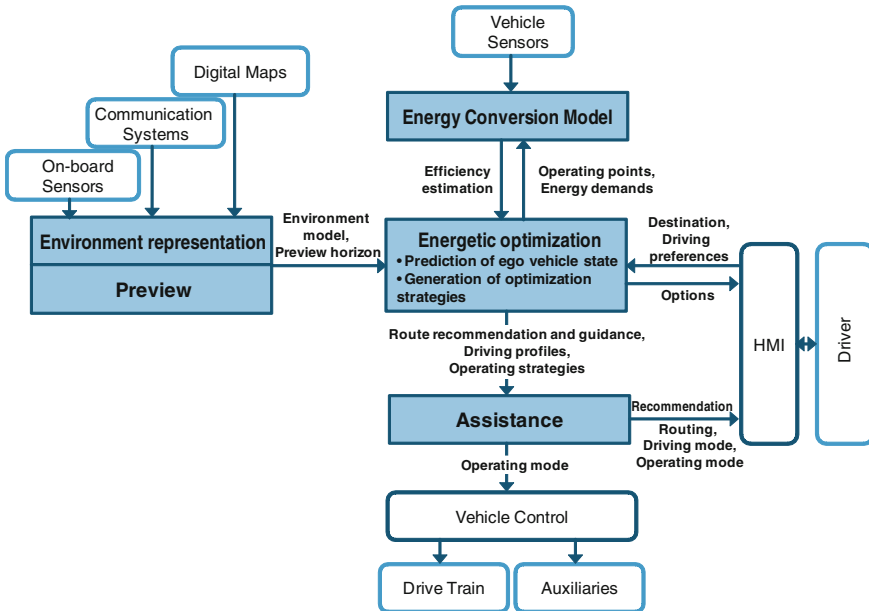 Vehicle
Sensors
Digital Maps
Communication
Systems
On-board
Sensors
Energy Conversion Model
Efficiency
estimation
Operating points,
Energy demands
Environment representation
Preview
Environment
model,
Preview horizon
Energetic optimization
• Prediction of ego vehicle state
• Generation of optimization
strategies
Destination,
Driving
preferences
Options
HMI
Driver
Route recommendation and guidance,
Driving profiles,
Operating strategies
Assistance
Recommendation
Routing,
Driving mode,
Operating mode
Operating mode
Vehicle Control
Drive Train
Auxiliaries